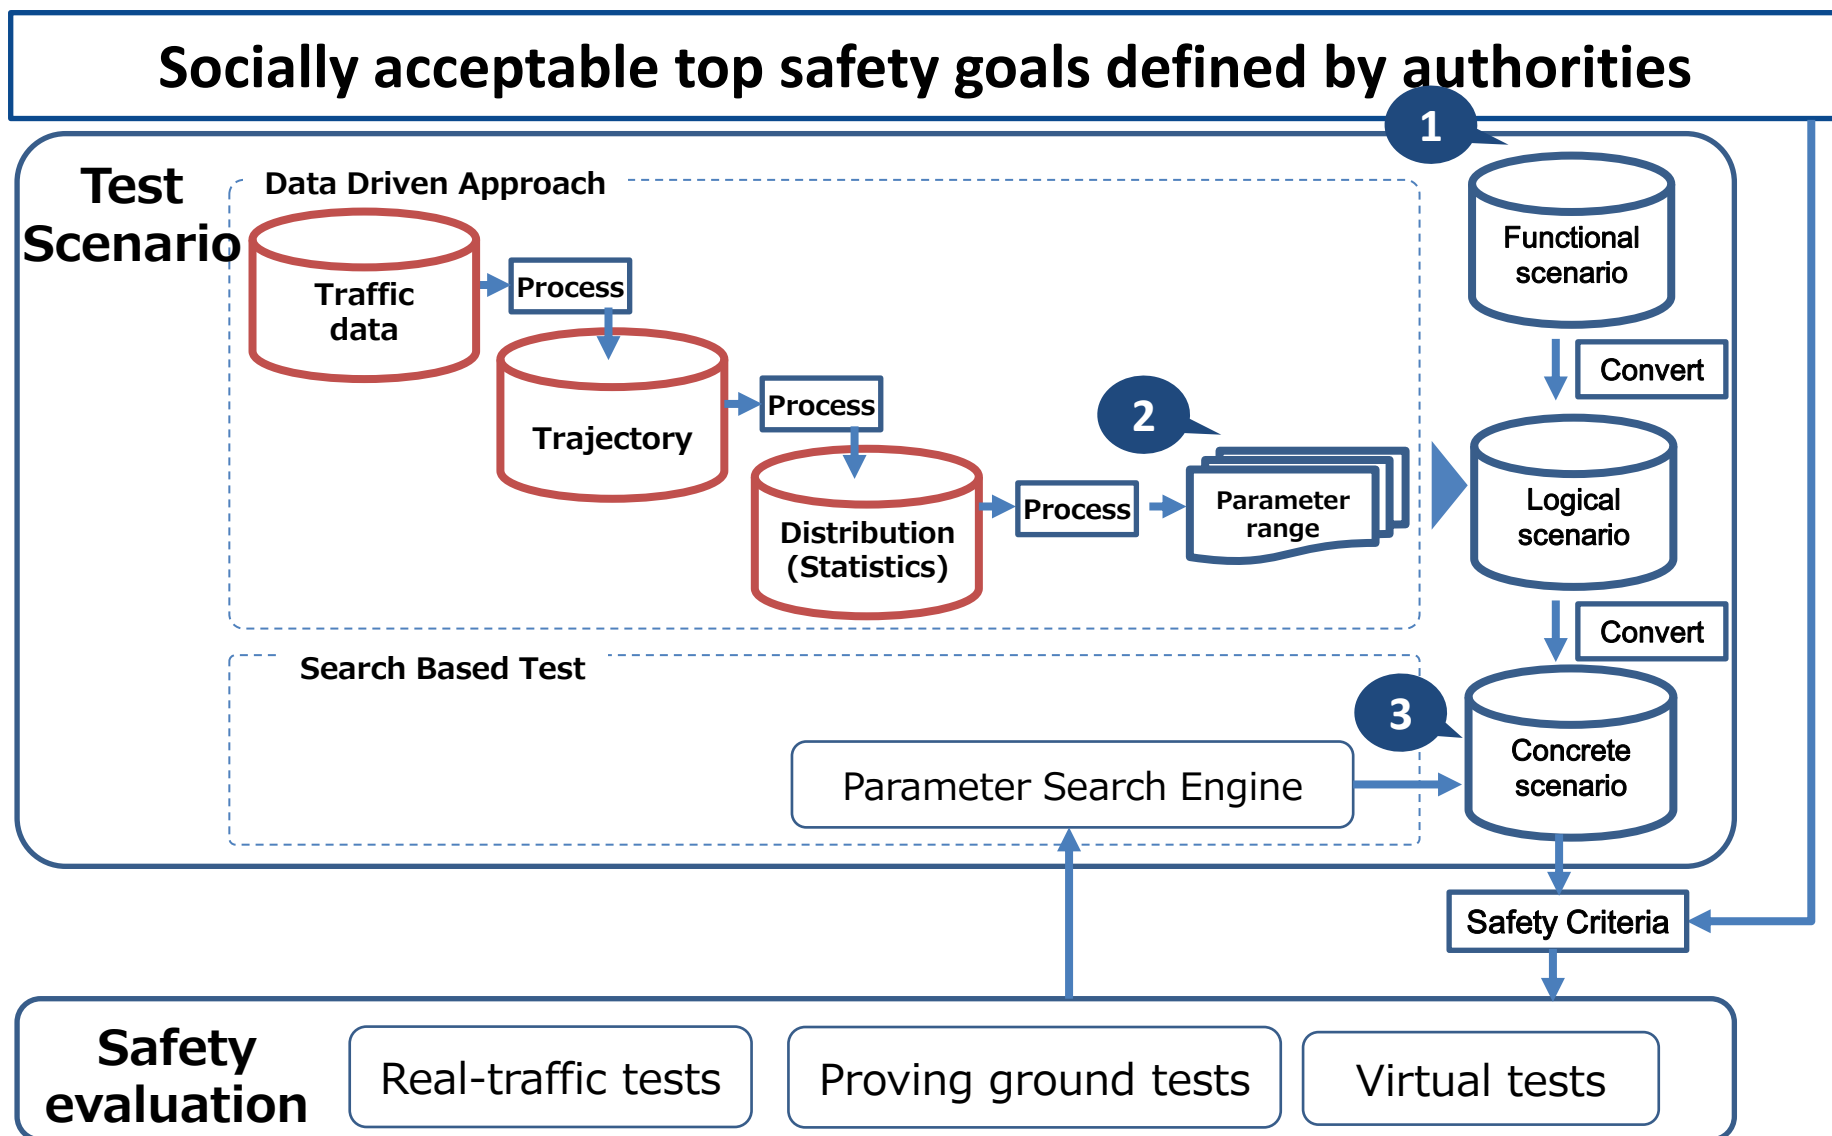 Socially acceptable top safety goals defined by authorities
1
Test
Scenario
Data Driven Approach
Traffic
data
Process
Trajectory
Process
Distribution
(Statistics)
Process
2
Parameter
range
Functional
scenario
Convert
Logical
scenario
Convert
Search Based Test
Parameter Search Engine
3
Concrete
scenario
Safety Criteria
Safety
evaluation
Real-traffic tests
Proving ground tests
Virtual tests